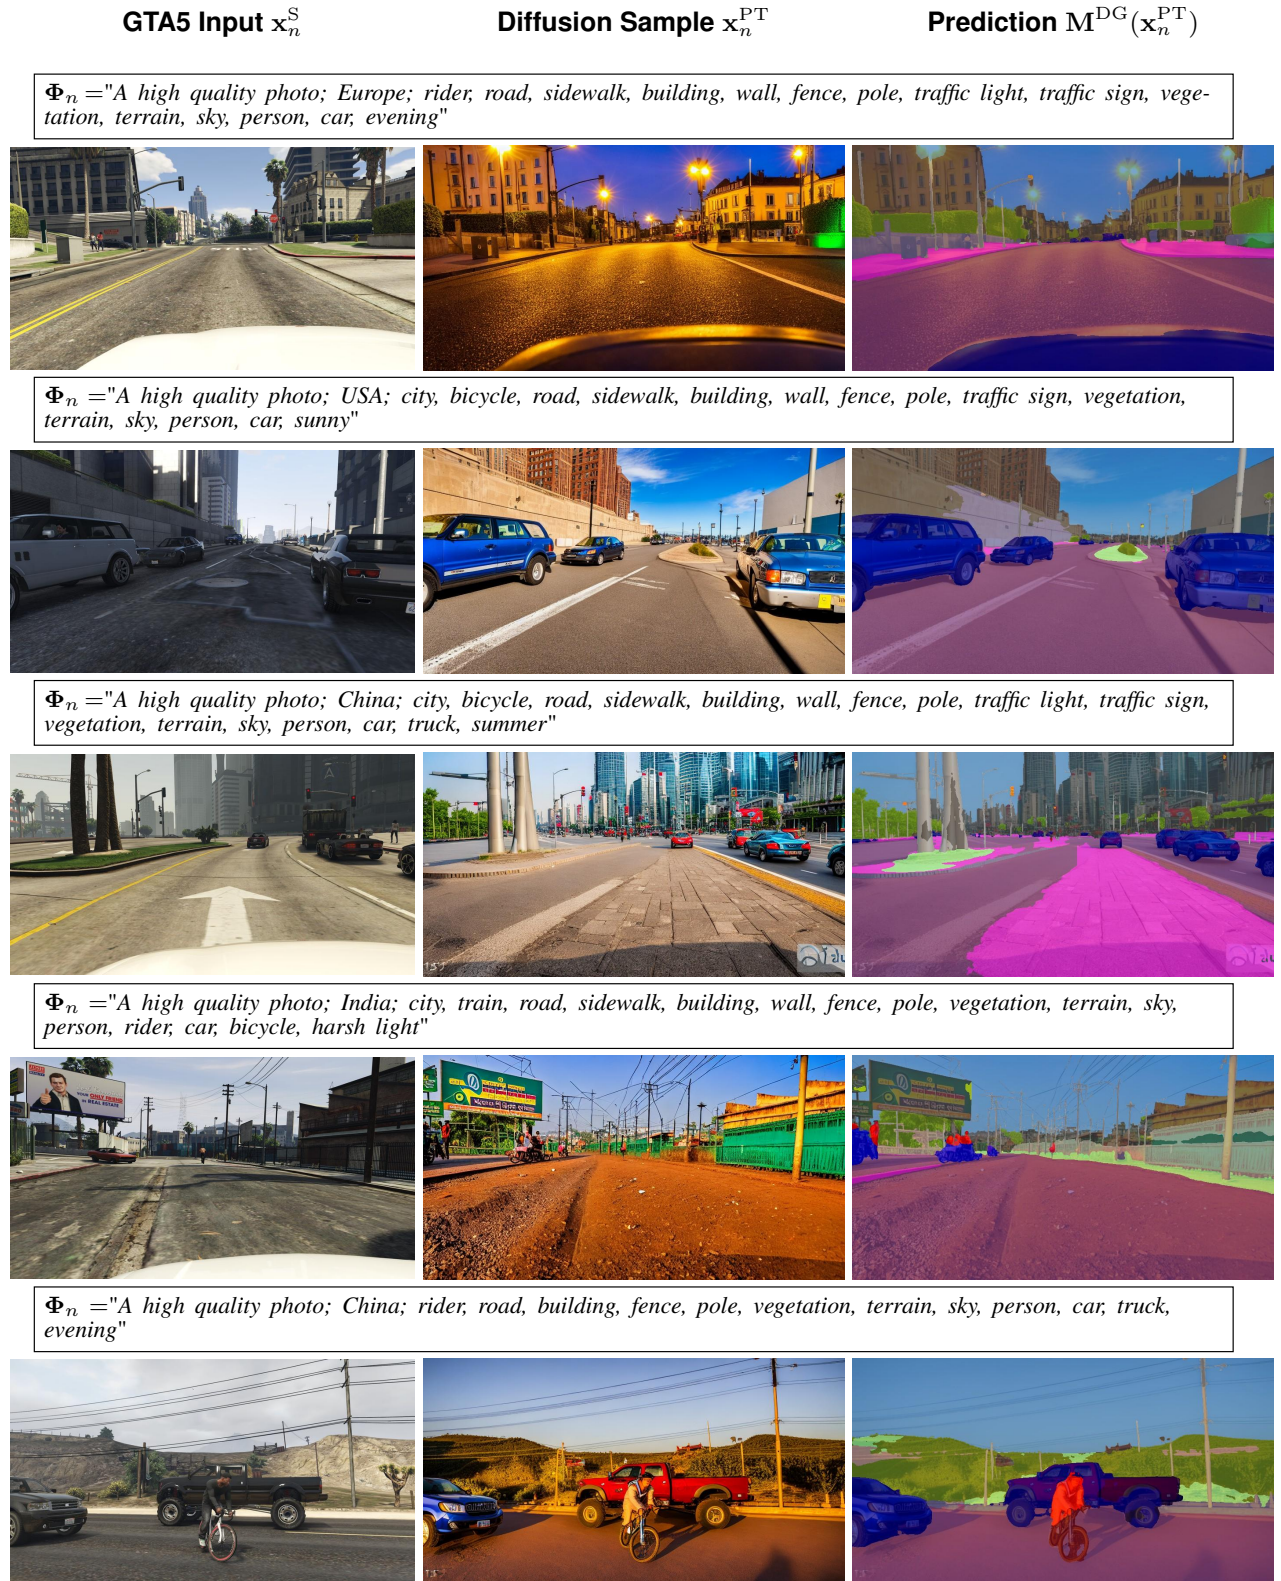 GTA5 Input x_n^S
Diffusion Sample x_n^PT
Prediction M^DG(x_n^PT)
Φ_n ="A high quality photo; Europe; rider, road, sidewalk, building, wall, fence, pole, traffic light, traffic sign, vege-
tation, terrain, sky, person, car, evening"
Φ_n ="A high quality photo; USA; city, bicycle, road, sidewalk, building, wall, fence, pole, traffic sign, vegetation,
terrain, sky, person, car, sunny"
Φ_n ="A high quality photo; China; city, bicycle, road, sidewalk, building, wall, fence, pole, traffic light, traffic sign,
vegetation, terrain, sky, person, car, truck, summer"
Φ_n ="A high quality photo; India; city, train, road, sidewalk, building, wall, fence, pole, vegetation, terrain, sky,
person, rider, car, bicycle, harsh light"
YOUR ONLY FRIEND
IN REAL ESTATE
Φ_n ="A high quality photo; China; rider, road, building, fence, pole, vegetation, terrain, sky, person, car, truck,
evening"